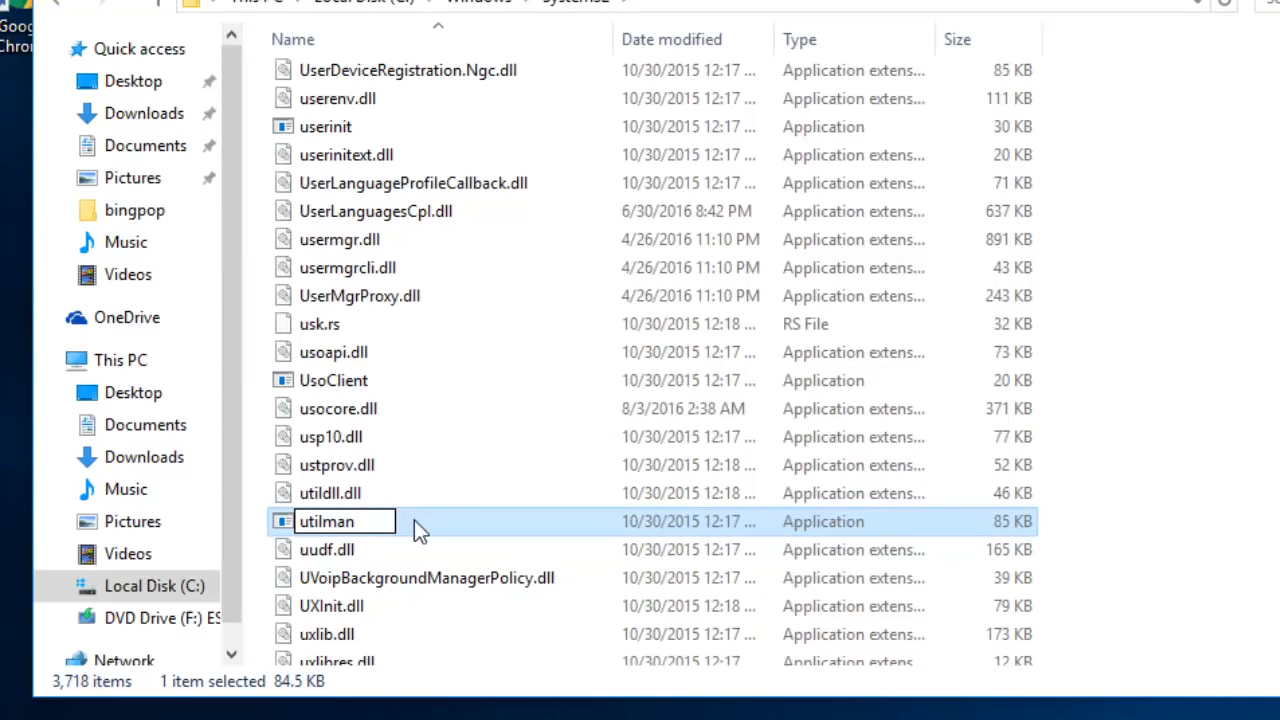 This PC Local Disk (C:) Windows System32
Goo
Chro
Name Date modified Type Size
Quick access
Desktop
Downloads
Documents
Pictures
bingpop
Music
Videos
OneDrive
This PC
Desktop
Documents
Downloads
Music
Pictures
Videos
Local Disk (C:)
DVD Drive (F:) ES
Network
UserDeviceRegistration.Ngc.dll 10/30/2015 12:17 ... Application extens... 85 KB
userenv.dll 10/30/2015 12:17 ... Application extens... 111 KB
userinit 10/30/2015 12:17 ... Application 30 KB
userinitext.dll 10/30/2015 12:17 ... Application extens... 20 KB
UserLanguageProfileCallback.dll 10/30/2015 12:17 ... Application extens... 71 KB
UserLanguagesCpl.dll 6/30/2016 8:42 PM Application extens... 637 KB
usermgr.dll 4/26/2016 11:10 PM Application extens... 891 KB
usermgrcli.dll 4/26/2016 11:10 PM Application extens... 43 KB
UserMgrProxy.dll 4/26/2016 11:10 PM Application extens... 243 KB
usk.rs 10/30/2015 12:18 ... RS File 32 KB
usoapi.dll 10/30/2015 12:17 ... Application extens... 73 KB
UsoClient 10/30/2015 12:17 ... Application 20 KB
usocore.dll 8/3/2016 2:38 AM Application extens... 371 KB
usp10.dll 10/30/2015 12:17 ... Application extens... 77 KB
ustprov.dll 10/30/2015 12:18 ... Application extens... 52 KB
utildll.dll 10/30/2015 12:18 ... Application extens... 46 KB
utilman 10/30/2015 12:17 ... Application 85 KB
uudf.dll 10/30/2015 12:17 ... Application extens... 165 KB
UVoipBackgroundManagerPolicy.dll 10/30/2015 12:17 ... Application extens... 39 KB
UXInit.dll 10/30/2015 12:18 ... Application extens... 79 KB
uxlib.dll 10/30/2015 12:17 ... Application extens... 173 KB
uxlibres.dll 10/30/2015 12:17 ... Application extens... 12 KB
3,718 items 1 item selected 84.5 KB